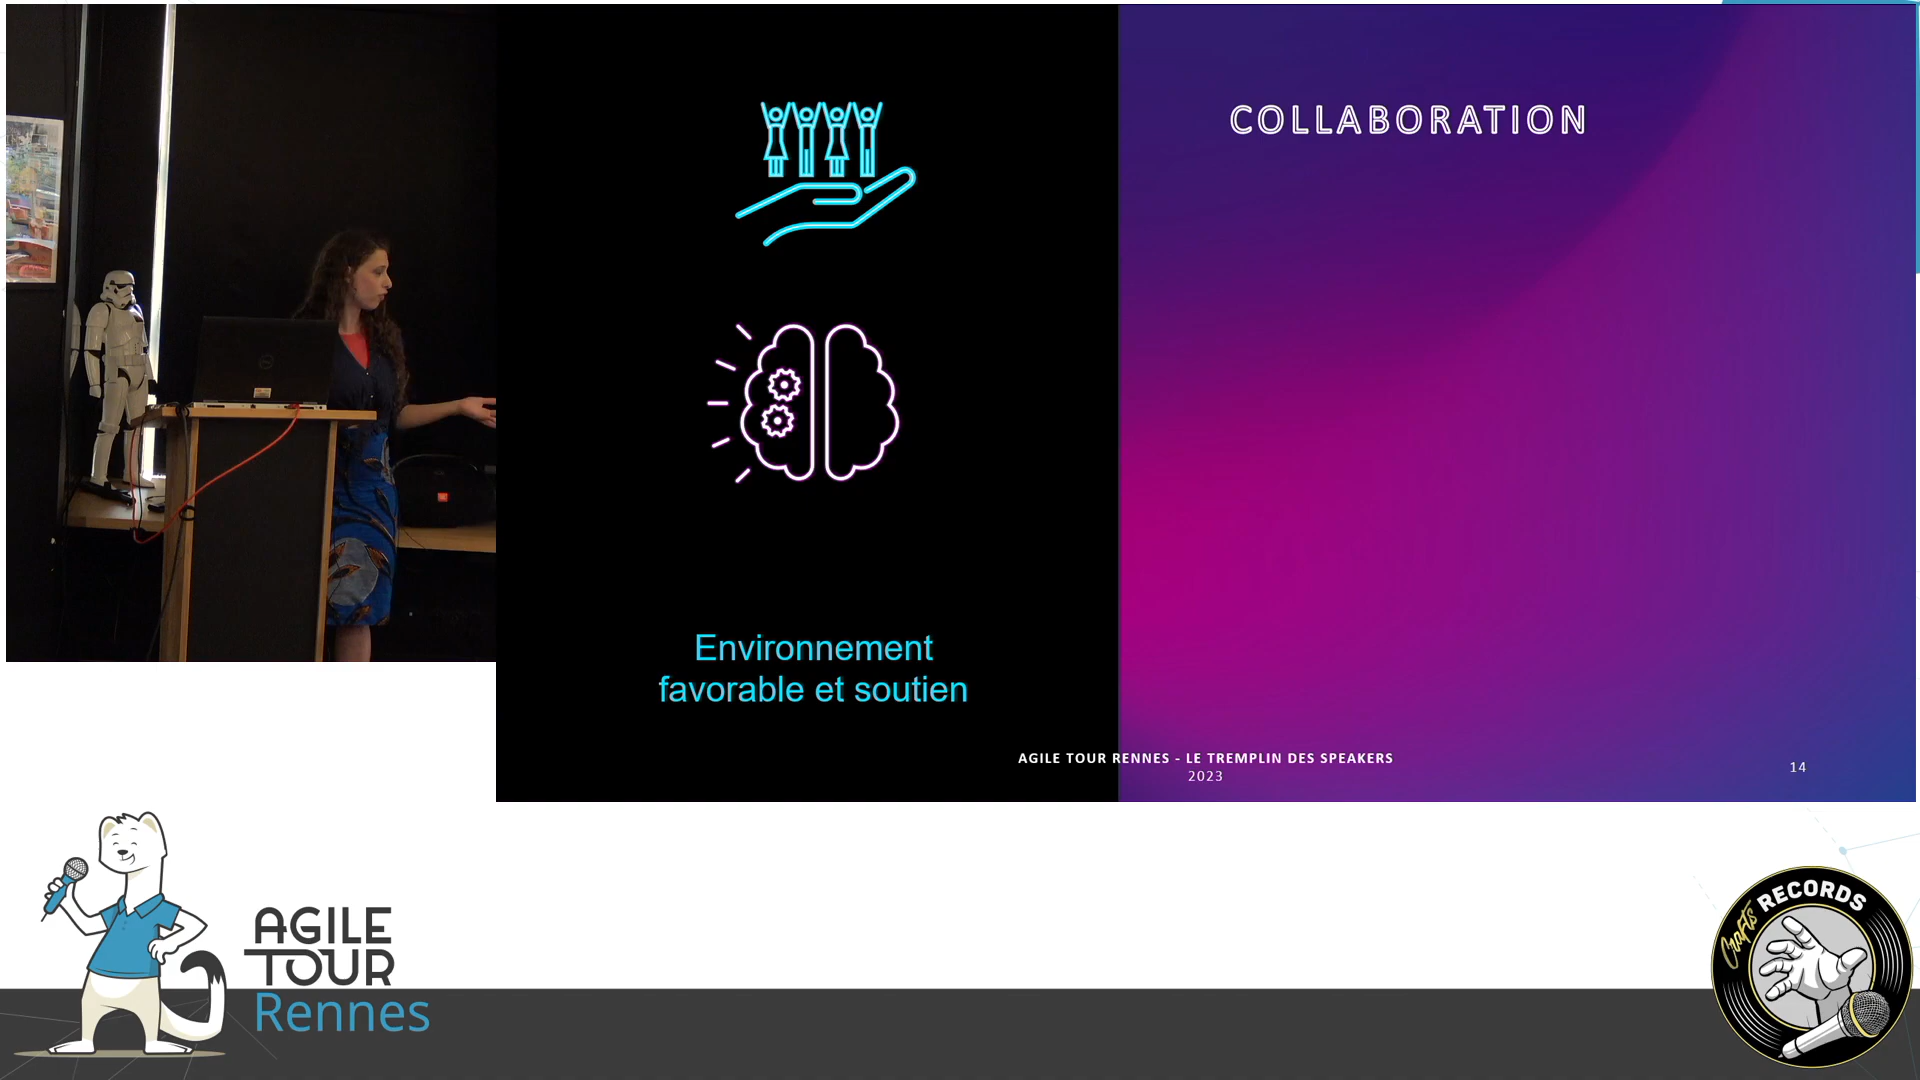 COLLABORATION
Environnement
favorable et soutien
AGILE TOUR RENNES - LE TREMPLIN DES SPEAKERS
2023
14
AGILE
TOUR
Rennes
Crafts
RECORDS